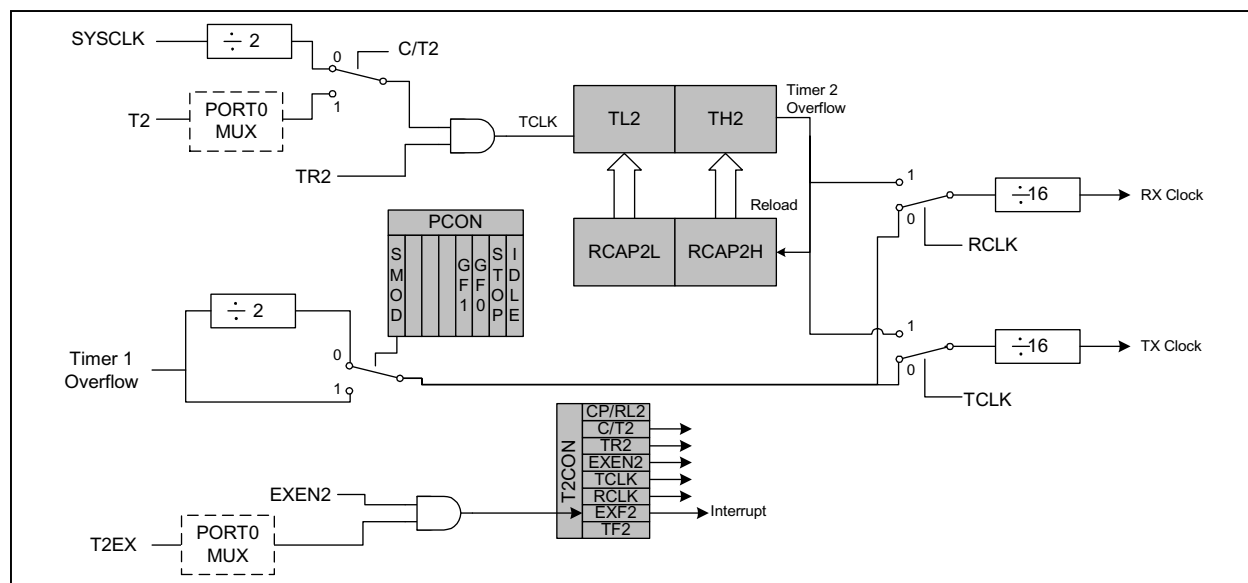 SYSCLK
÷ 2
0
C/T2
1
T2
PORT0
MUX
TR2
TCLK
TL2
TH2
Timer 2
Overflow
Reload
RCAP2L
RCAP2H
1
0
÷16
RX Clock
RCLK
PCON
SMOD
GF1
GF0
STOP
IDLE
÷ 2
Timer 1
Overflow
0
1
1
0
÷16
TX Clock
TCLK
T2CON
CP/RL2
C/T2
TR2
EXEN2
TCLK
RCLK
EXF2
TF2
Interrupt
EXEN2
T2EX
PORT0
MUX